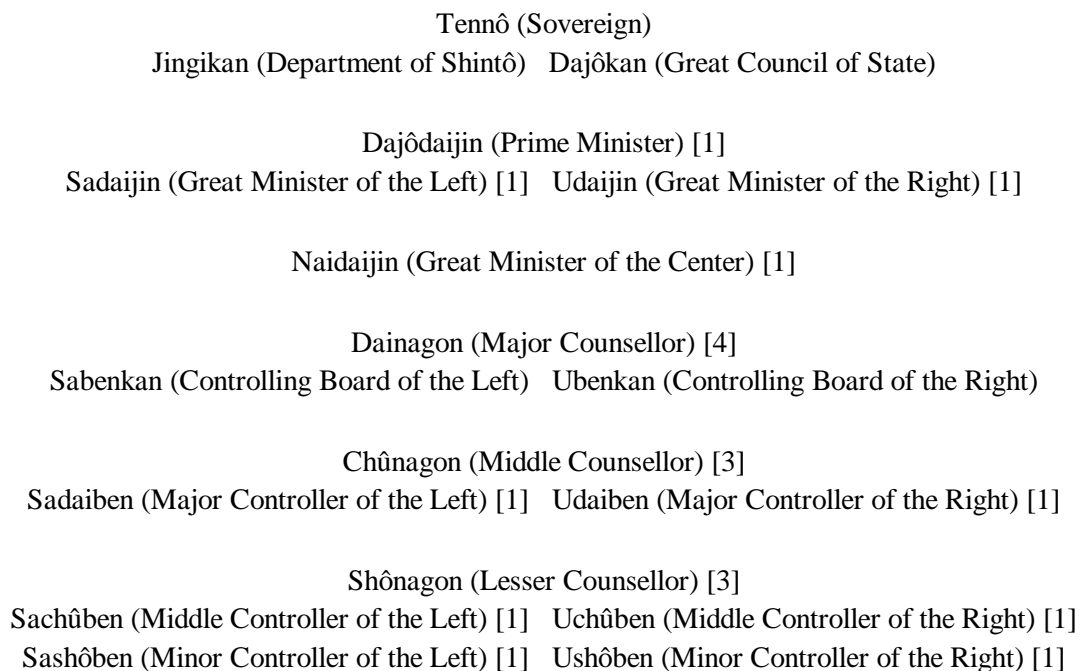 Tennô (Sovereign)
Jingikan (Department of Shintô) Dajôkan (Great Council of State)
Dajôdaijin (Prime Minister) [1]
Sadaijin (Great Minister of the Left) [1] Udaijin (Great Minister of the Right) [1]
Naidaijin (Great Minister of the Center) [1]
Dainagon (Major Counsellor) [4]
Sabenkan (Controlling Board of the Left) Ubenkan (Controlling Board of the Right)
Chûnagon (Middle Counsellor) [3]
Sadaiben (Major Controller of the Left) [1] Udaiben (Major Controller of the Right) [1]
Shônagon (Lesser Counsellor) [3]
Sachûben (Middle Controller of the Left) [1] Uchûben (Middle Controller of the Right) [1]
Sashôben (Minor Controller of the Left) [1] Ushôben (Minor Controller of the Right) [1]